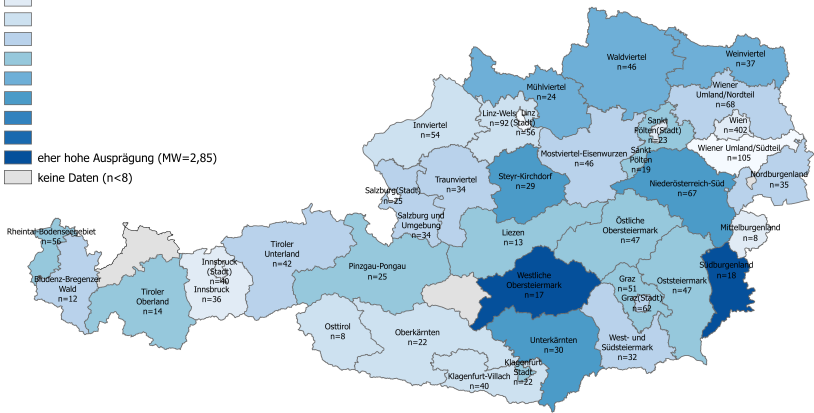 eher hohe Ausprägung (MW=2,85)
keine Daten (n<8)
Waldviertel
n=46
Weinviertel
n=37
Mühlviertel
n=24
Wiener
Umland/Nordteil
n=68
Innviertel
n=54
Linz-Wels
n=92
Linz
(Stadt)
n=56
Sankt
Pölten(Stadt)
n=23
Wien
n=402
Wiener Umland/Südteil
n=105
Mostviertel-Eisenwurzen
n=46
Sankt
Pölten
n=19
Steyr-Kirchdorf
n=29
Traunviertel
n=34
Salzburg(Stadt)
n=25
Niederösterreich-Süd
n=67
Nordburgenland
n=35
Salzburg und
Umgebung
n=34
Liezen
n=13
Östliche
Obersteiermark
n=47
Mittelburgenland
n=8
Rheintal-Bodenseegebiet
n=56
Bludenz-Bregenzer
Wald
n=12
Tiroler
Oberland
n=14
Innsbruck
(Stadt)
n=40
Innsbruck
n=36
Tiroler
Unterland
n=42
Pinzgau-Pongau
n=25
Westliche
Obersteiermark
n=17
Graz
n=51
Graz(Stadt)
n=62
Oststeiermark
n=47
Südburgenland
n=18
Osttirol
n=8
Oberkärnten
n=22
Unterkärnten
n=30
West- und
Südsteiermark
n=32
Klagenfurt
Stadt
n=22
Klagenfurt-Villach
n=40